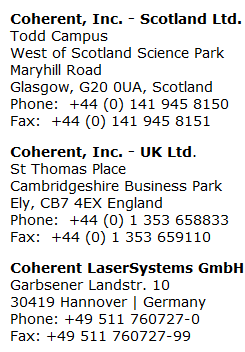 Coherent, Inc. - Scotland Ltd.
Todd Campus
West of Scotland Science Park
Maryhill Road
Glasgow, G20 0UA, Scotland
Phone: +44 (0) 141 945 8150
Fax: +44 (0) 141 945 8151
Coherent, Inc. - UK Ltd.
St Thomas Place
Cambridgeshire Business Park
Ely, CB7 4EX England
Phone: +44 (0) 1 353 658833
Fax: +44 (0) 1 353 659110
Coherent LaserSystems GmbH
Garbsener Landstr. 10
30419 Hannover | Germany
Phone: +49 511 760727-0
Fax: +49 511 760727-99